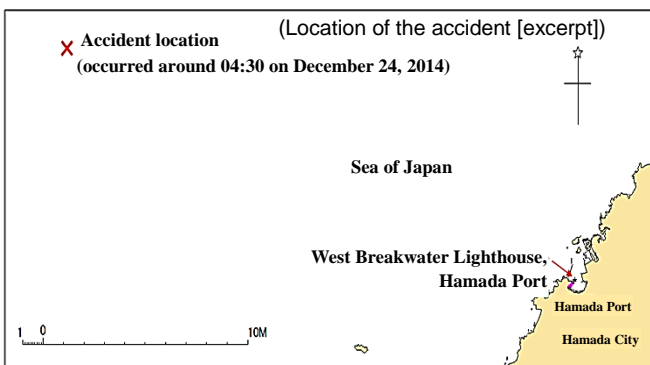 (Location of the accident [excerpt])
Accident location
(occurred around 04:30 on December 24, 2014)
Sea of Japan
West Breakwater Lighthouse,
Hamada Port
Hamada Port
Hamada City
1 0 10M